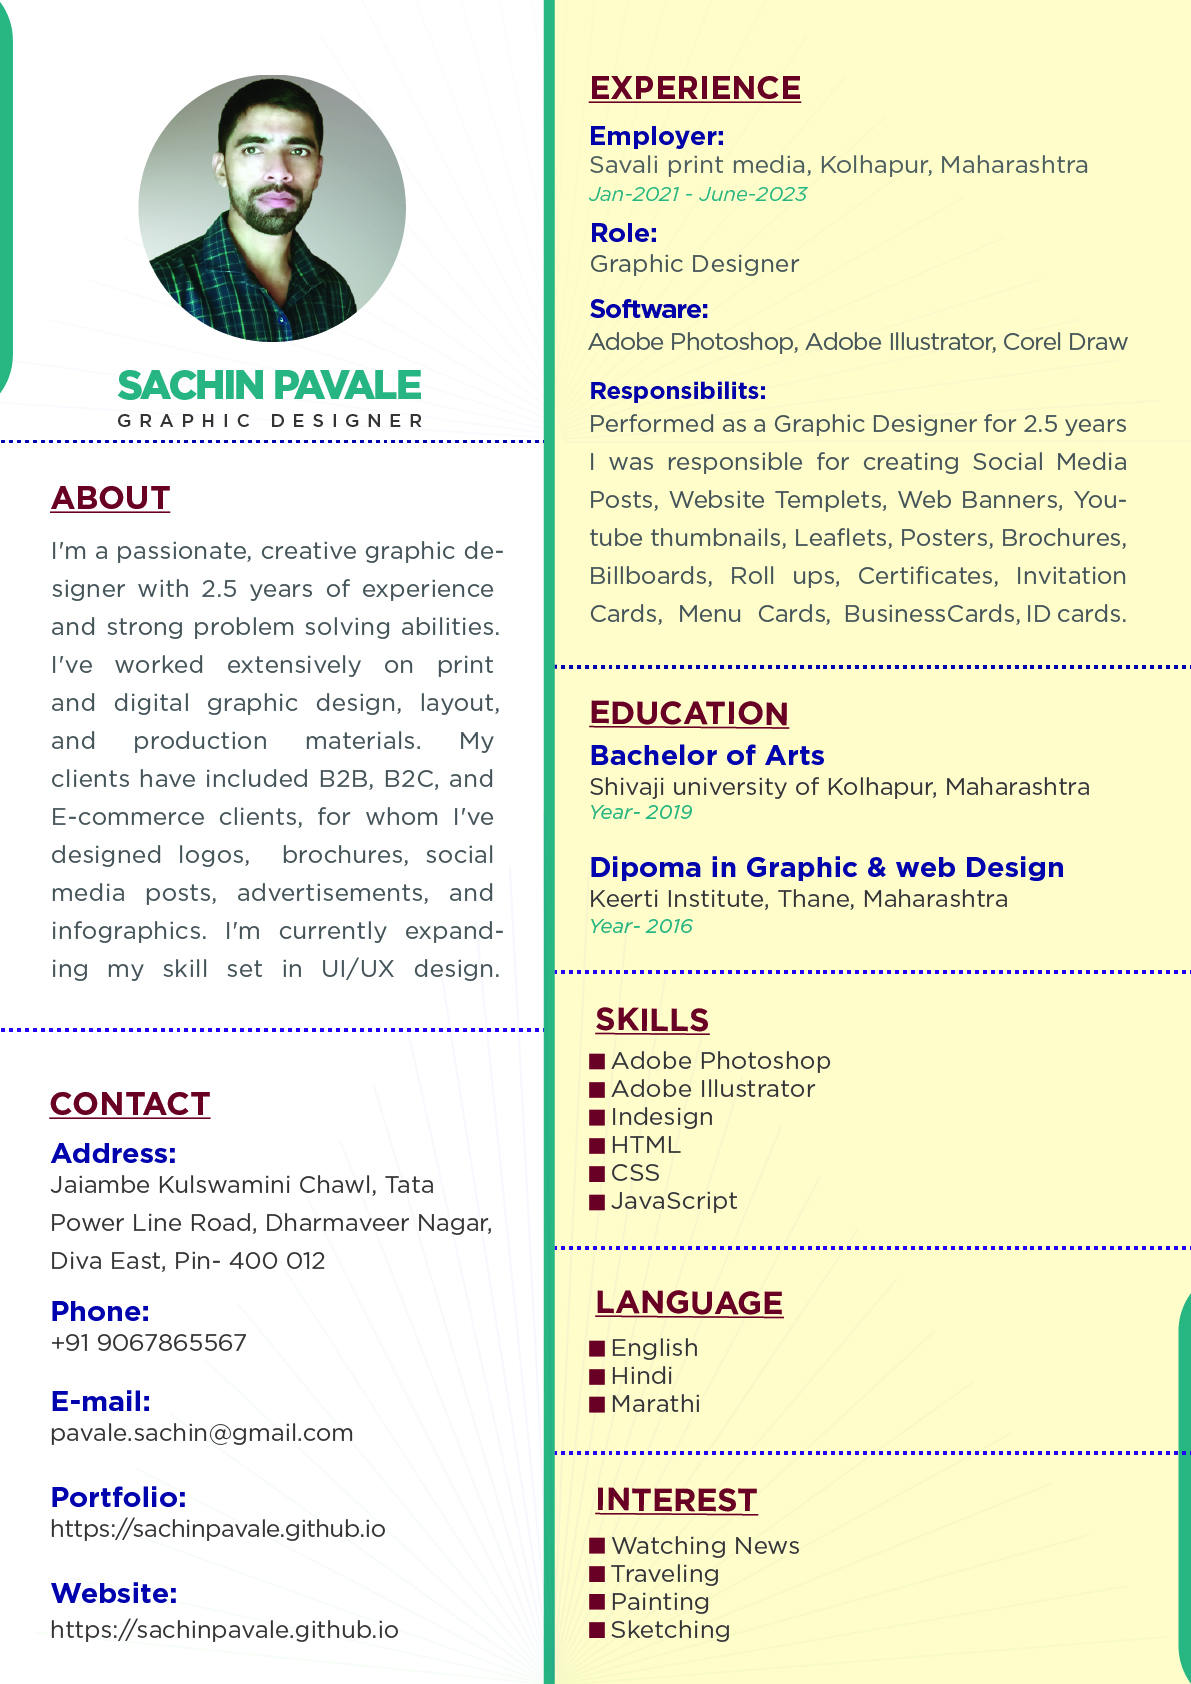 SACHIN PAVALE
GRAPHIC DESIGNER
ABOUT
I'm a passionate, creative graphic de-
signer with 2.5 years of experience
and strong problem solving abilities.
I've worked extensively on print
and digital graphic design, layout,
and production materials. My
clients have included B2B, B2C, and
E-commerce clients, for whom I've
designed logos, brochures, social
media posts, advertisements, and
infographics. I'm currently expand-
ing my skill set in UI/UX design.
CONTACT
Address:
Jaiambe Kulswamini Chawl, Tata
Power Line Road, Dharmaveer Nagar,
Diva East, Pin- 400 012
Phone:
+91 9067865567
E-mail:
pavale.sachin@gmail.com
Portfolio:
https://sachinpavale.github.io
Website:
https://sachinpavale.github.io
EXPERIENCE
Employer:
Savali print media, Kolhapur, Maharashtra
Jan-2021 - June-2023
Role:
Graphic Designer
Software:
Adobe Photoshop, Adobe Illustrator, Corel Draw
Responsibilits:
Performed as a Graphic Designer for 2.5 years
I was responsible for creating Social Media
Posts, Website Templets, Web Banners, You-
tube thumbnails, Leaflets, Posters, Brochures,
Billboards, Roll ups, Certificates, Invitation
Cards, Menu Cards, BusinessCards, ID cards.
EDUCATION
Bachelor of Arts
Shivaji university of Kolhapur, Maharashtra
Year- 2019
Dipoma in Graphic & web Design
Keerti Institute, Thane, Maharashtra
Year- 2016
SKILLS
Adobe Photoshop
Adobe Illustrator
Indesign
HTML
CSS
JavaScript
LANGUAGE
English
Hindi
Marathi
INTEREST
Watching News
Traveling
Painting
Sketching